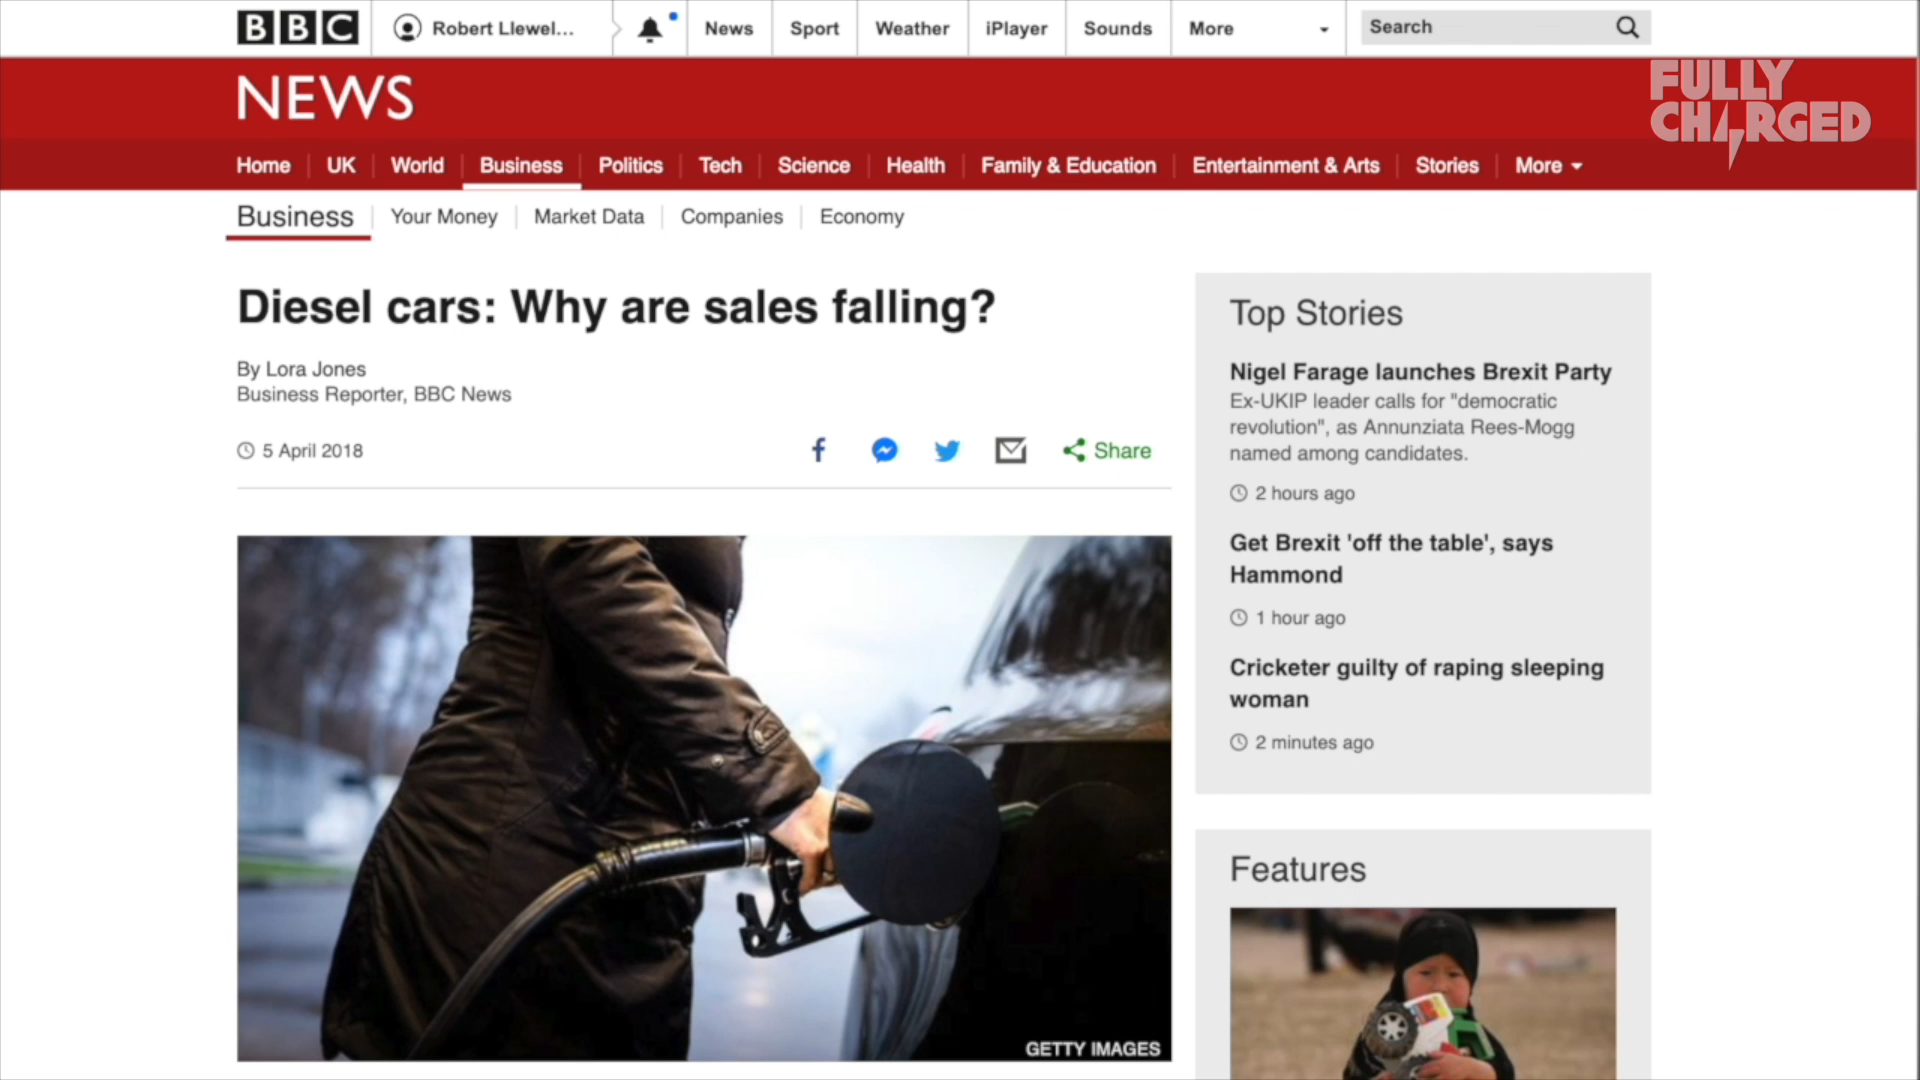 BBC
Robert Llewel...
News
Sport
Weather
iPlayer
Sounds
More
Search
NEWS
FULLY
CHARGED
Home
UK
World
Business
Politics
Tech
Science
Health
Family & Education
Entertainment & Arts
Stories
More
Business
Your Money
Market Data
Companies
Economy
Diesel cars: Why are sales falling?
By Lora Jones
Business Reporter, BBC News
5 April 2018
Share
GETTY IMAGES
Top Stories
Nigel Farage launches Brexit Party
Ex-UKIP leader calls for "democratic
revolution", as Annunziata Rees-Mogg
named among candidates.
2 hours ago
Get Brexit 'off the table', says
Hammond
1 hour ago
Cricketer guilty of raping sleeping
woman
2 minutes ago
Features